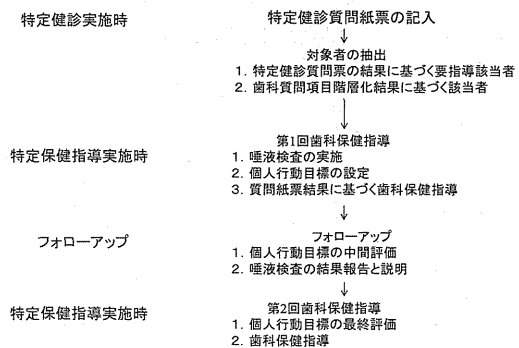 特定健診実施時
特定健診質問紙票の記入
↓
対象者の抽出
1. 特定健診質問票の結果に基づく要指導該当者
2. 歯科質問項目階層化結果に基づく該当者
↓
特定保健指導実施時
第1回歯科保健指導
1. 唾液検査の実施
2. 個人行動目標の設定
3. 質問紙票結果に基づく歯科保健指導
↓
フォローアップ
フォローアップ
1. 個人行動目標の中間評価
2. 唾液検査の結果報告と説明
↓
特定保健指導実施時
第2回歯科保健指導
1. 個人行動目標の最終評価
2. 歯科保健指導